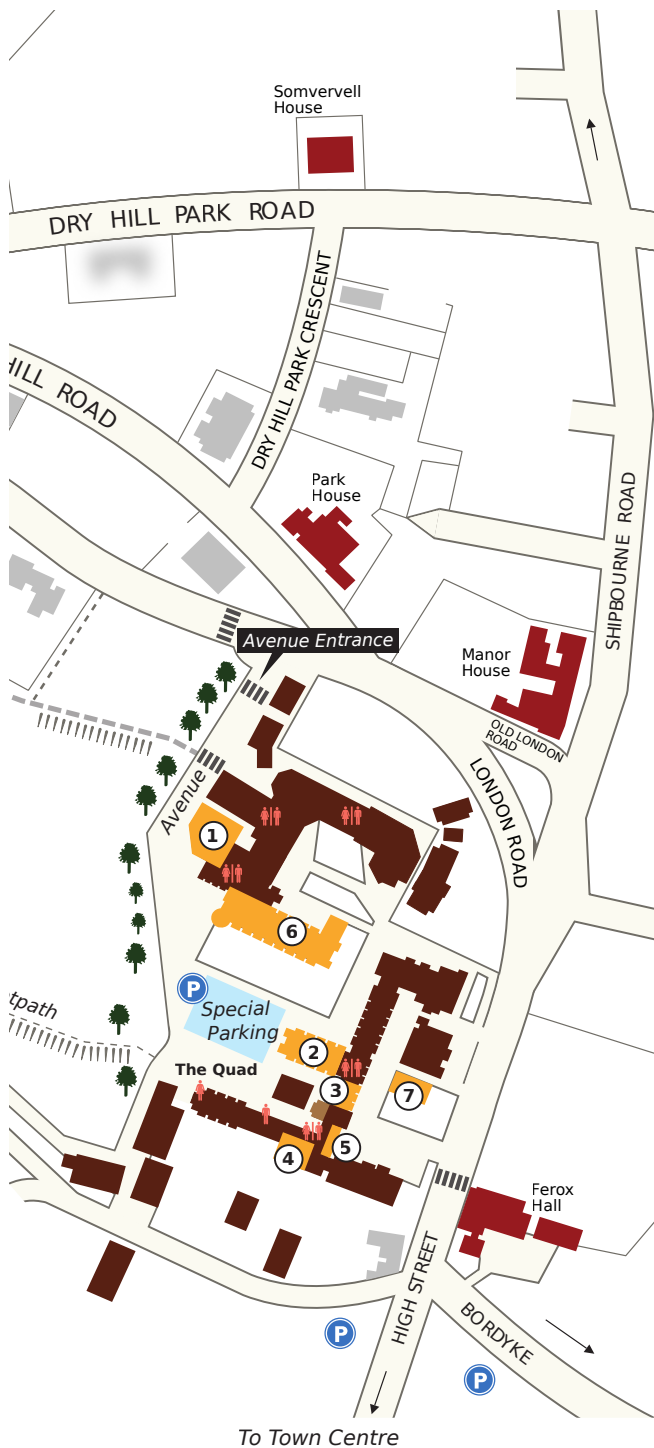 Somvervell
House
DRY HILL PARK ROAD
DRY HILL PARK CRESCENT
HILL ROAD
Park
House
SHIPBOURNE ROAD
Avenue Entrance
Manor
House
OLD LONDON
ROAD
LONDON ROAD
Avenue
1
6
P
Special
Parking
tpath
2
The Quad
3
7
5
4
Ferox
Hall
HIGH STREET
BORDYKE
P
P
To Town Centre